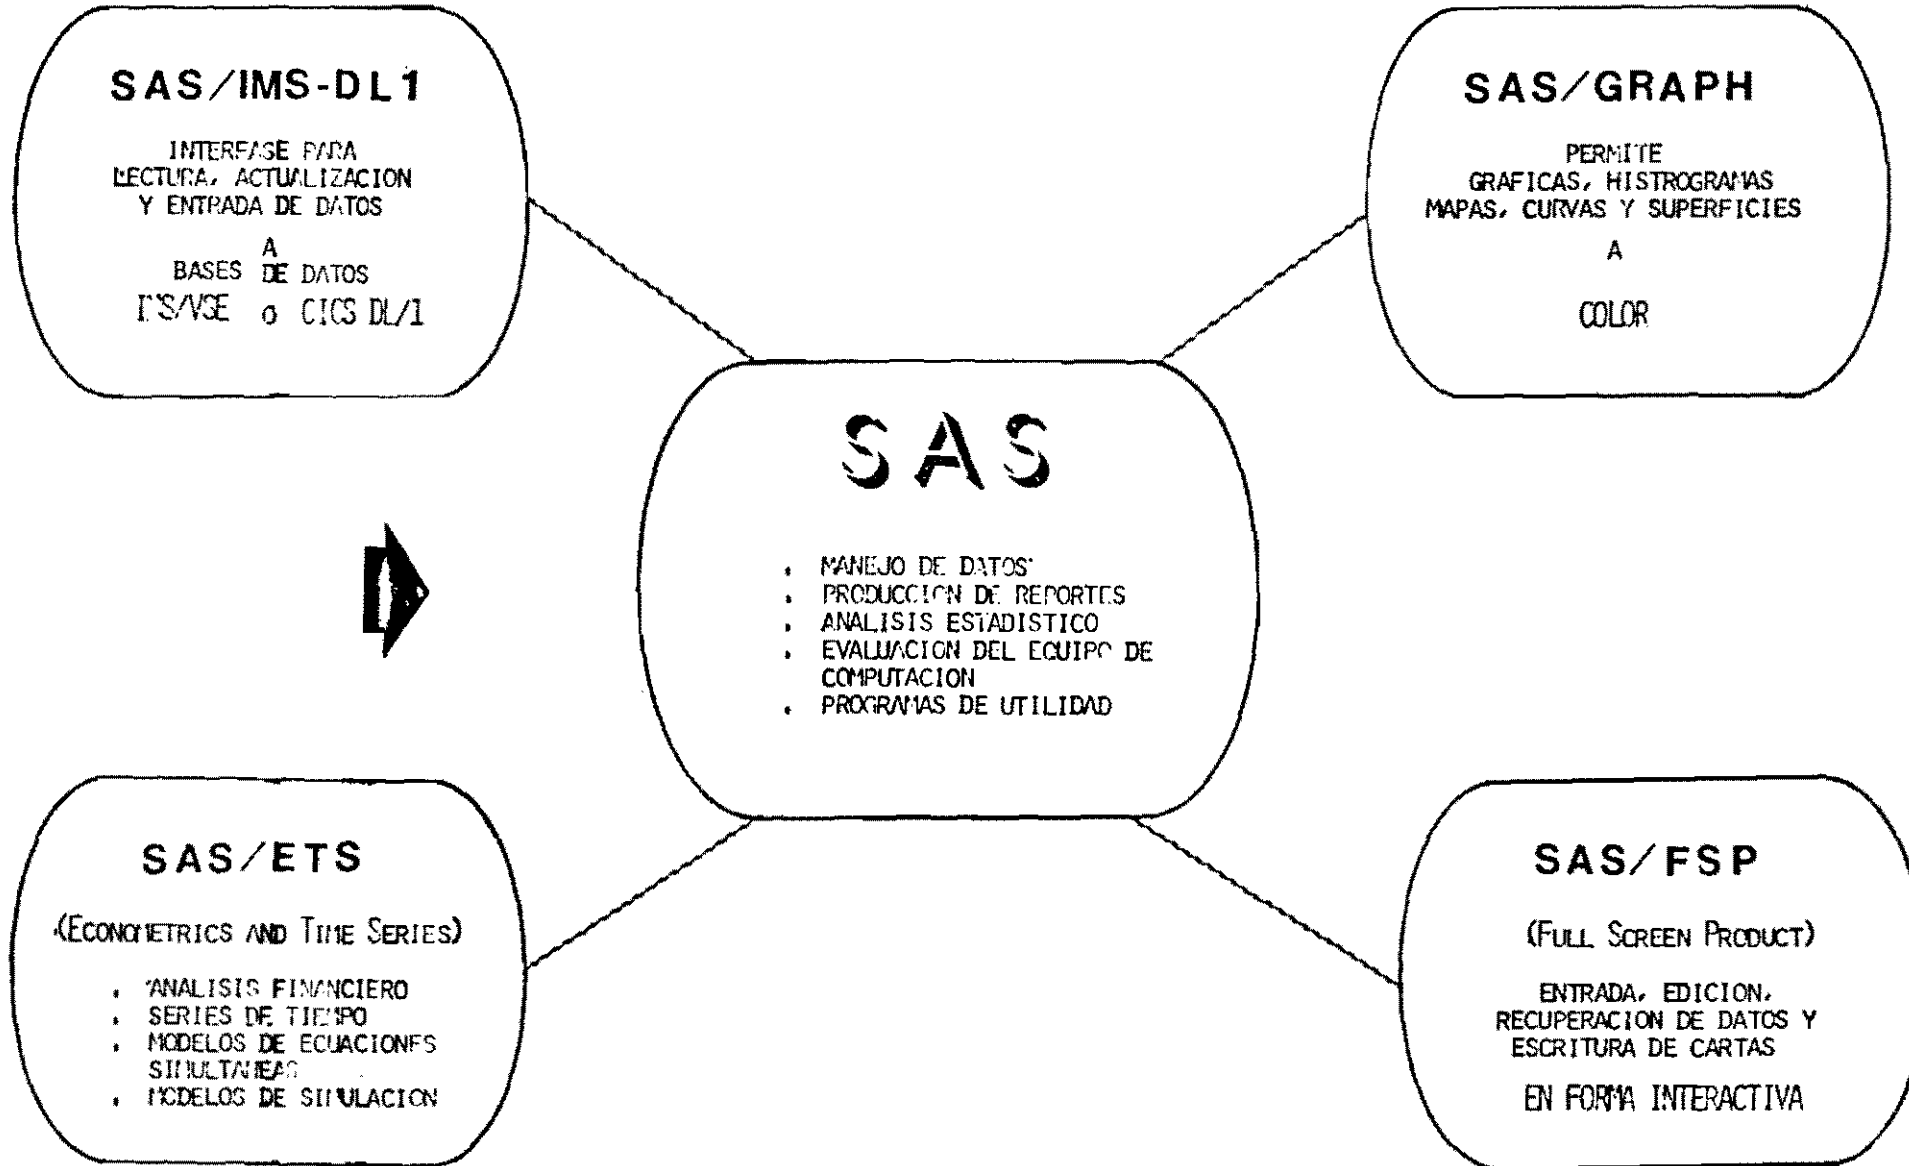 SAS/IMS-DL1
INTERFASE PARA
LECTURA, ACTUALIZACION
Y ENTRADA DE DATOS
A
BASES DE DATOS
o CICS DL/1
SAS/GRAPH
PERMITE
GRAFICAS, HISTROGRAMAS
MAPAS, CURVAS Y SUPERFICIES
A
COLOR
SAS
. MANEJO DE DATOS
. PRODUCCION DE REPORTES
. ANALISIS ESTADISTICO
. EVALUACION DEL EQUIPO DE
COMPUTACION
. PROGRAMAS DE UTILIDAD
SAS/ETS
(ECONOMETRICS AND TIME SERIES)
. ANALISIS FINANCIERO
. SERIES DE TIEMPO
. MODELOS DE ECUACIONES
SIMULTANEAS
. MODELOS DE SIMULACION
SAS/FSP
(FULL SCREEN PRODUCT)
ENTRADA, EDICION,
RECUPERACION DE DATOS Y
ESCRITURA DE CARTAS
EN FORMA INTERACTIVA